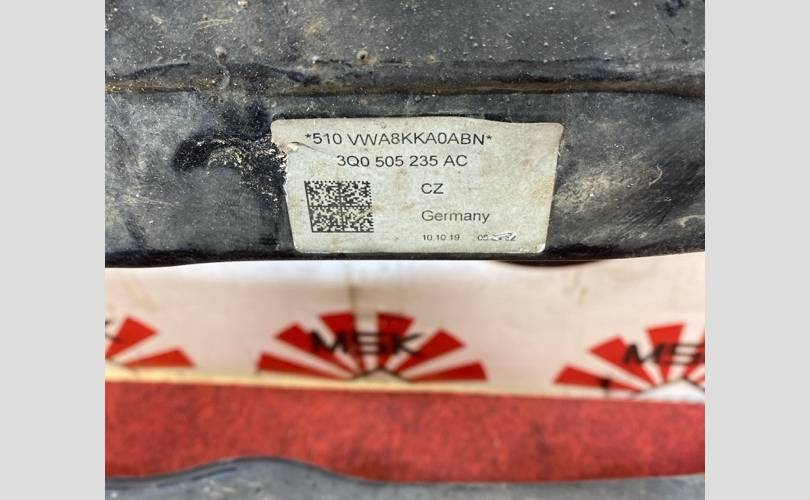 *510 VWA8KKA0ABN*
3Q0 505 235 AC
CZ
Germany
10.10.19
MSK
MSK